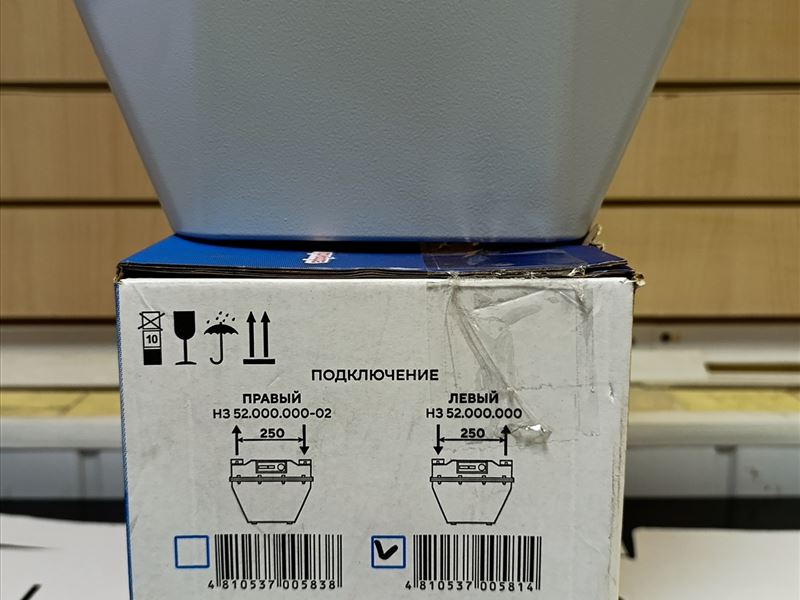 10
ПОДКЛЮЧЕНИЕ
ПРАВЫЙ
НЗ 52.000.000-02
250
ЛЕВЫЙ
НЗ 52.000.000
250
4 810537 005838
4 810537 005814